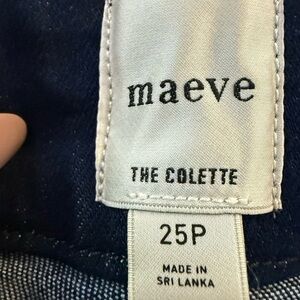 maeve
THE COLETTE
25P
MADE IN
SRI LANKA